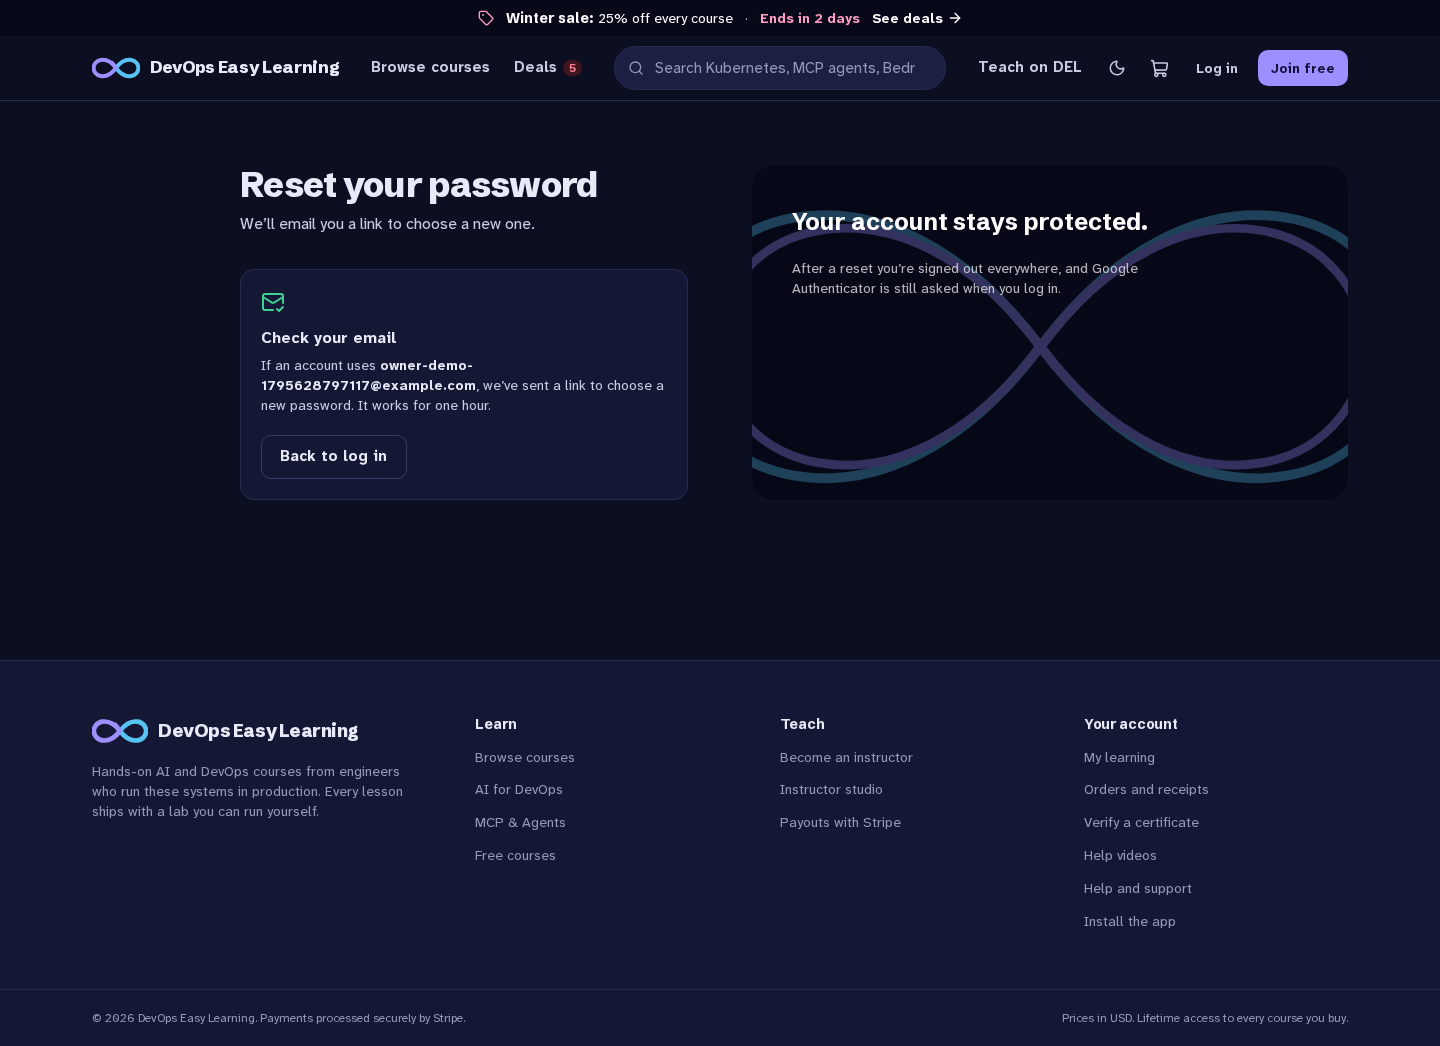 Winter sale: 25% off every course · Ends in 2 days See deals →
DevOps Easy Learning
Browse courses
Deals 5
Search Kubernetes, MCP agents, Bedr
Teach on DEL
Log in
Join free
Reset your password
We’ll email you a link to choose a new one.
Check your email
If an account uses owner-demo-
1795628797117@example.com, we’ve sent a link to choose a
new password. It works for one hour.
Back to log in
Your account stays protected.
After a reset you’re signed out everywhere, and Google
Authenticator is still asked when you log in.
DevOps Easy Learning
Hands-on AI and DevOps courses from engineers
who run these systems in production. Every lesson
ships with a lab you can run yourself.
Learn
Browse courses
AI for DevOps
MCP & Agents
Free courses
Teach
Become an instructor
Instructor studio
Payouts with Stripe
Your account
My learning
Orders and receipts
Verify a certificate
Help videos
Help and support
Install the app
© 2026 DevOps Easy Learning. Payments processed securely by Stripe.
Prices in USD. Lifetime access to every course you buy.